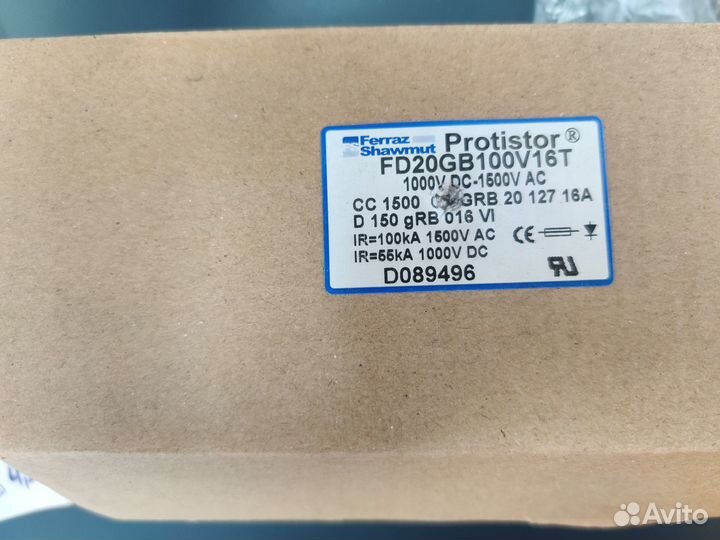 Ferraz
Shawmut
Protistor®
FD20GB100V16T
1000V DC-1500V AC
CC 1500 GRB 20 127 16A
D 150 gRB 016 VI
IR=100kA 1500V AC
IR=55kA 1000V DC
CE
D089496
Avito